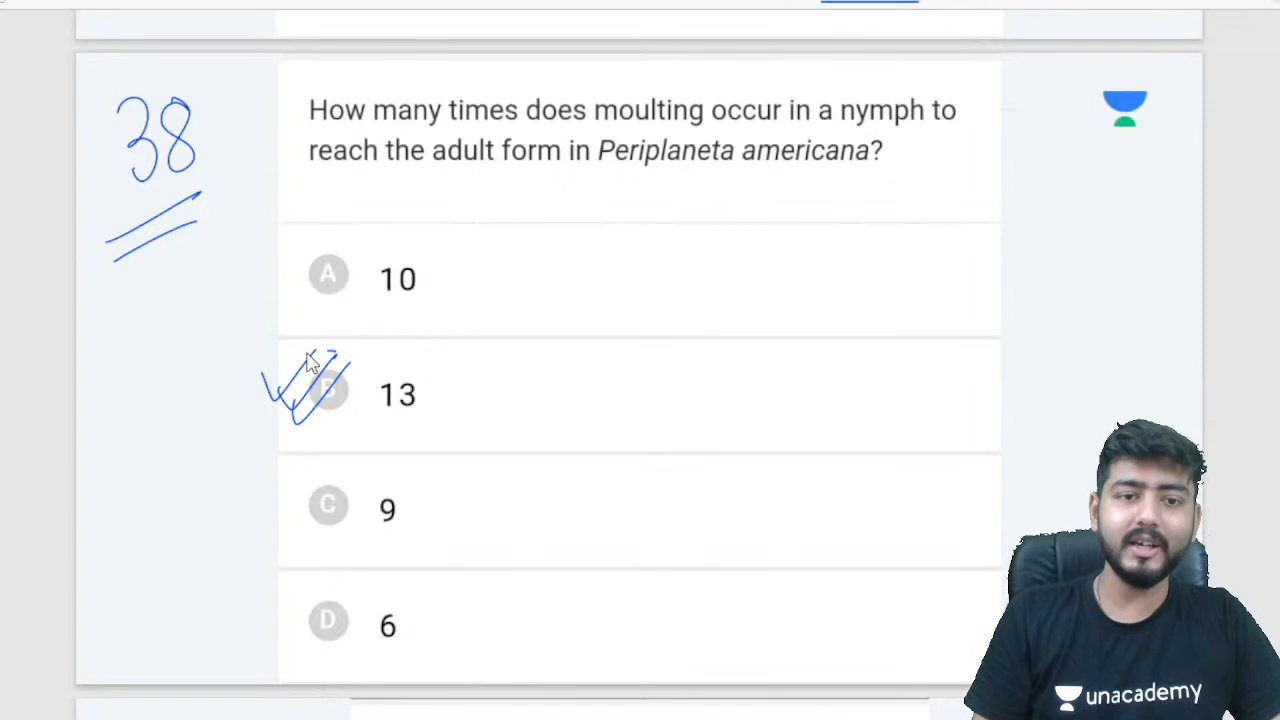 38
How many times does moulting occur in a nymph to
reach the adult form in Periplaneta americana?
A 10
B 13
C 9
D 6
unacademy